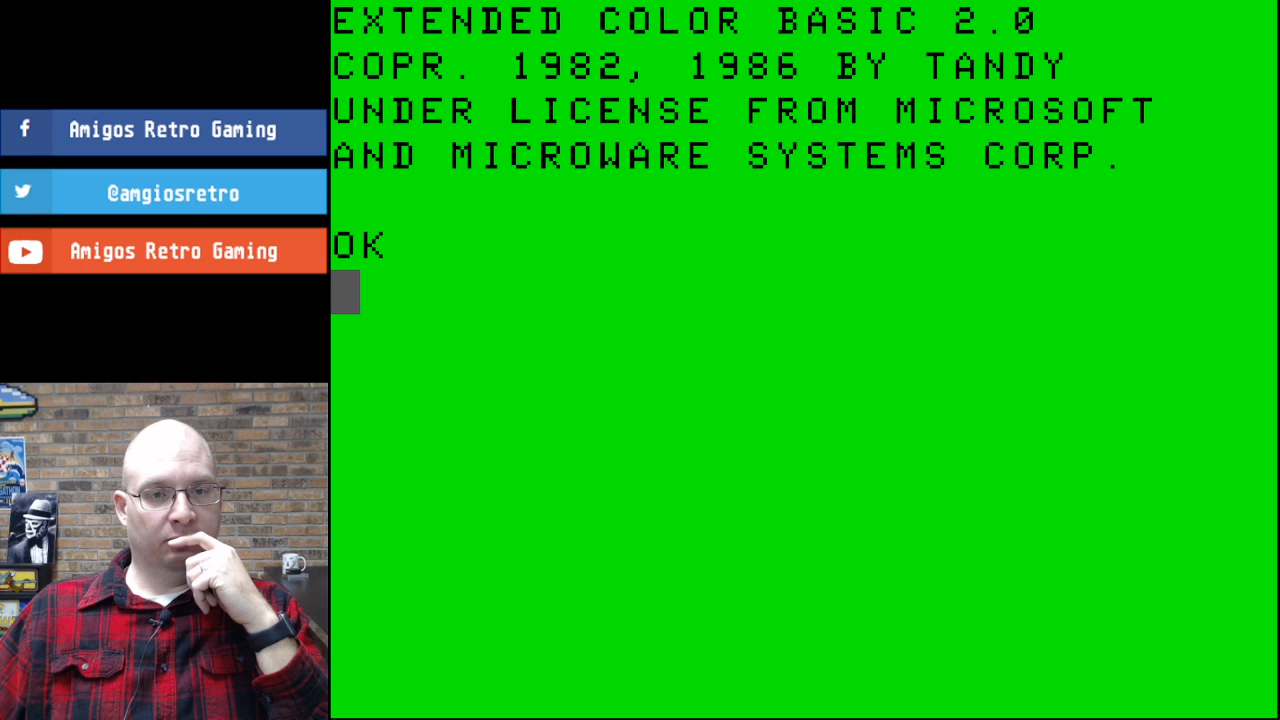 EXTENDED COLOR BASIC 2.0
COPR. 1982, 1986 BY TANDY
UNDER LICENSE FROM MICROSOFT
AND MICROWARE SYSTEMS CORP.
OK
Amigos Retro Gaming
@amgiosretro
Amigos Retro Gaming